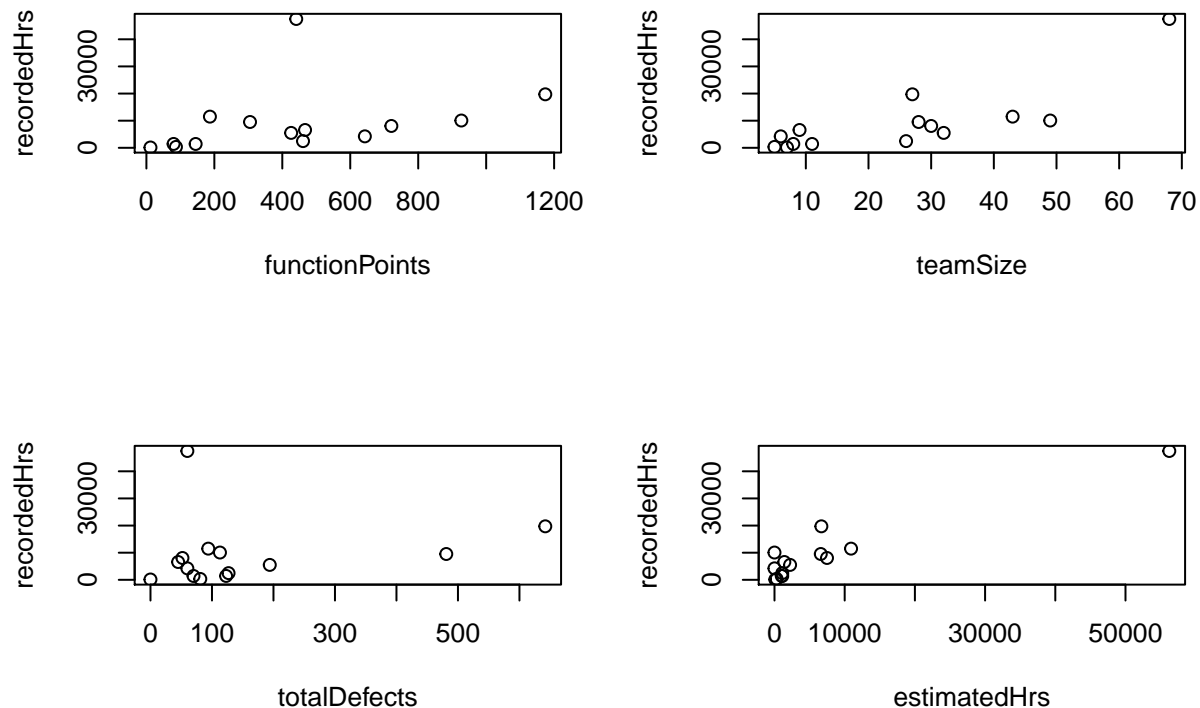 recordedHrs
0 30000
0 200 400 600 800 1200
functionPoints
recordedHrs
0 30000
10 20 30 40 50 60 70
teamSize
recordedHrs
0 30000
0 100 300 500
totalDefects
recordedHrs
0 30000
0 10000 30000 50000
estimatedHrs